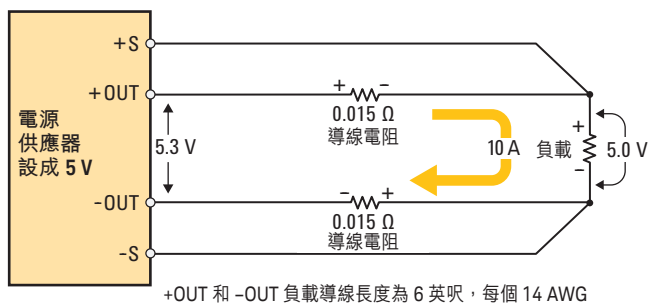 +S
+OUT
電源
供應器
設成 5 V
5.3 V
-OUT
-S
+ −
0.015 Ω
導線電阻
10 A
負載
+
−
5.0 V
− +
0.015 Ω
導線電阻
+OUT 和 –OUT 負載導線長度為 6 英呎，每個 14 AWG